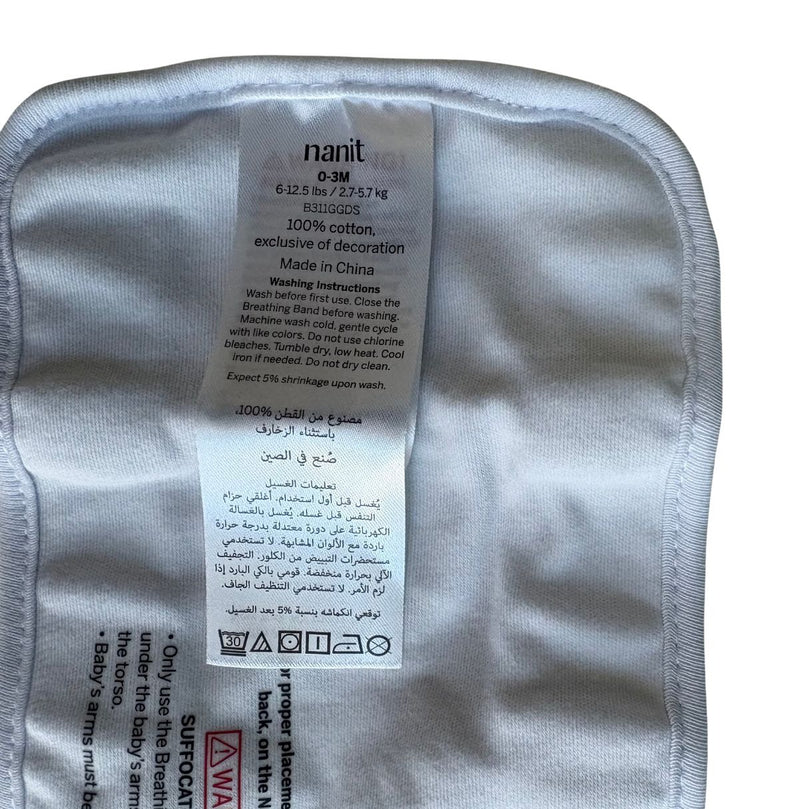 nanit
0-3M
6-12.5 lbs / 2.7-5.7 kg
B311GGDS
100% cotton,
exclusive of decoration
Made in China
Washing Instructions
Wash before first use. Close the
Breathing Band before washing.
Machine wash cold, gentle cycle
with like colors. Do not use chlorine
bleaches. Tumble dry, low heat. Cool
iron if needed. Do not dry clean.
Expect 5% shrinkage upon wash.
مصنوع من القطن 100%،
باستثناء الزخارف
صُنع في الصين
تعليمات الغسيل
يُغسل قبل أول استخدام. أغلقي حزام
التنفس قبل غسله. يُغسل بالغسالة
الكهربائية على دورة معتدلة بدرجة حرارة
باردة مع الألوان المشابهة. لا تستخدمي
مستحضرات التبييض من الكلور. التجفيف
الآلي بحرارة منخفضة. قومي بالكي البارد إذا
لزم الأمر. لا تستخدمي التنظيف الجاف.
توقعي انكماشه بنسبة 5% بعد الغسيل.
30
or proper placeme
back, on the N
WA
SUFFOCAT
• Only use the Breathi
under the baby's arms
the torso.
• Baby's arms must be